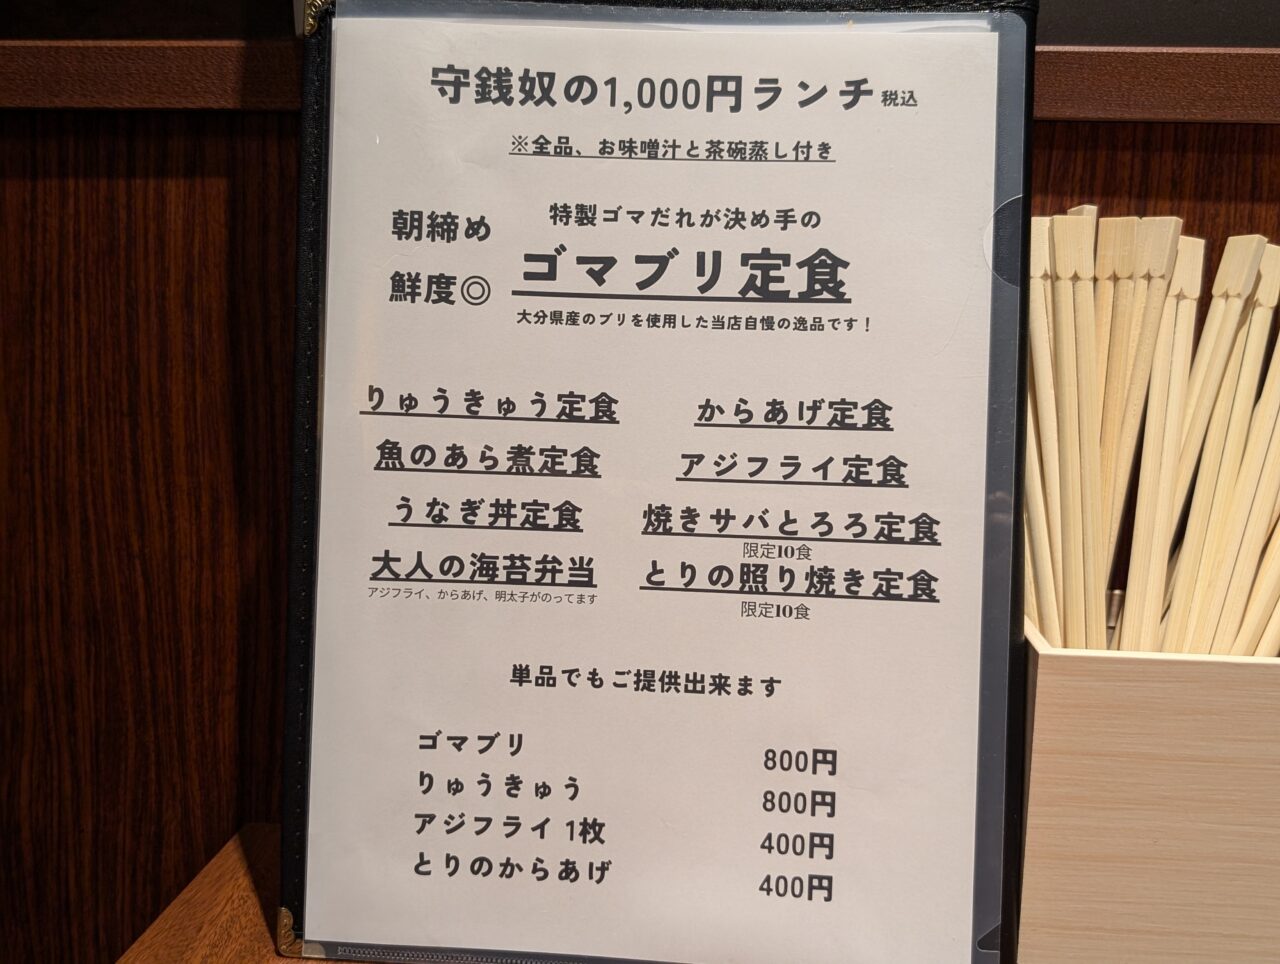 守銭奴の1,000円ランチ 税込
※全品、お味噌汁と茶碗蒸し付き
朝締め
鮮度◎
特製ゴマだれが決め手の
ゴマブリ定食
大分県産のブリを使用した当店自慢の逸品です！
りゅうきゅう定食
魚のあら煮定食
うなぎ丼定食
大人の海苔弁当
アジフライ、からあげ、明太子がのってます
からあげ定食
アジフライ定食
焼きサバとろろ定食
限定10食
とりの照り焼き定食
限定10食
単品でもご提供出来ます
ゴマブリ 800円
りゅうきゅう 800円
アジフライ 1枚 400円
とりのからあげ 400円